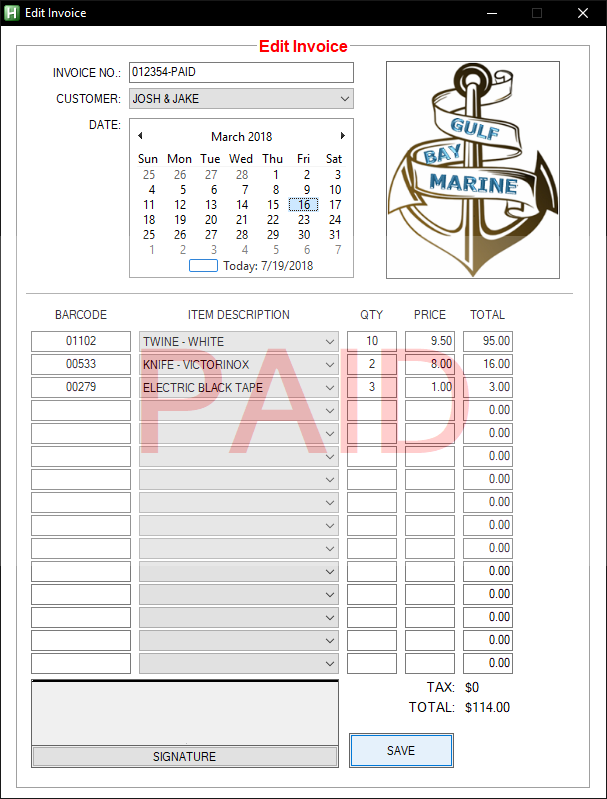 Edit Invoice
Edit Invoice
INVOICE NO.: 012354-PAID
CUSTOMER: JOSH & JAKE
DATE:
March 2018
Sun Mon Tue Wed Thu Fri Sat
25 26 27 28 1 2 3
4 5 6 7 8 9 10
11 12 13 14 15 16 17
18 19 20 21 22 23 24
25 26 27 28 29 30 31
1 2 3 4 5 6 7
Today: 7/19/2018
GULF
BAY
MARINE
BARCODE ITEM DESCRIPTION QTY PRICE TOTAL
01102 TWINE - WHITE 10 9.50 95.00
00533 KNIFE - VICTORINOX 2 8.00 16.00
00279 ELECTRIC BLACK TAPE 3 1.00 3.00
0.00
0.00
0.00
0.00
0.00
0.00
0.00
0.00
0.00
0.00
0.00
0.00
PAID
TAX: $0
TOTAL: $114.00
SIGNATURE
SAVE